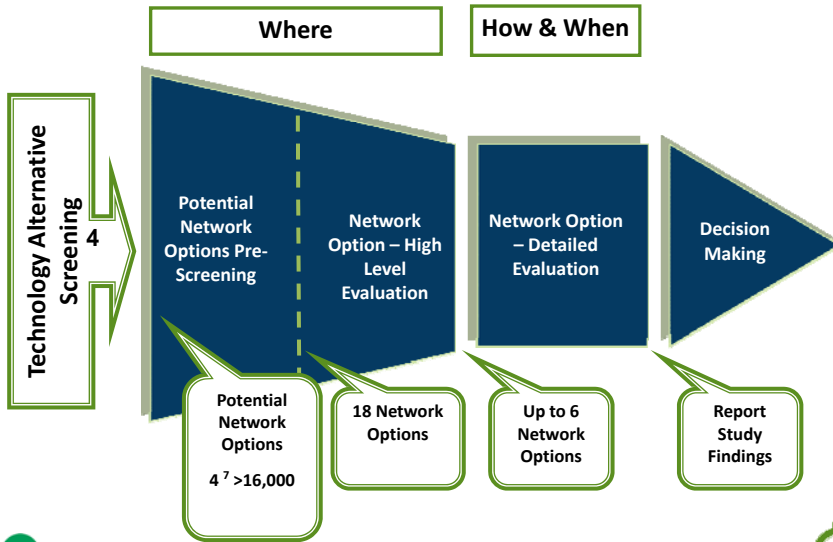 Where
How & When
Technology Alternative
Screening
4
Potential
Network
Options Pre-
Screening
Network
Option – High
Level
Evaluation
Network Option
– Detailed
Evaluation
Decision
Making
Potential
Network
Options
4 ⁷ >16,000
18 Network
Options
Up to 6
Network
Options
Report
Study
Findings